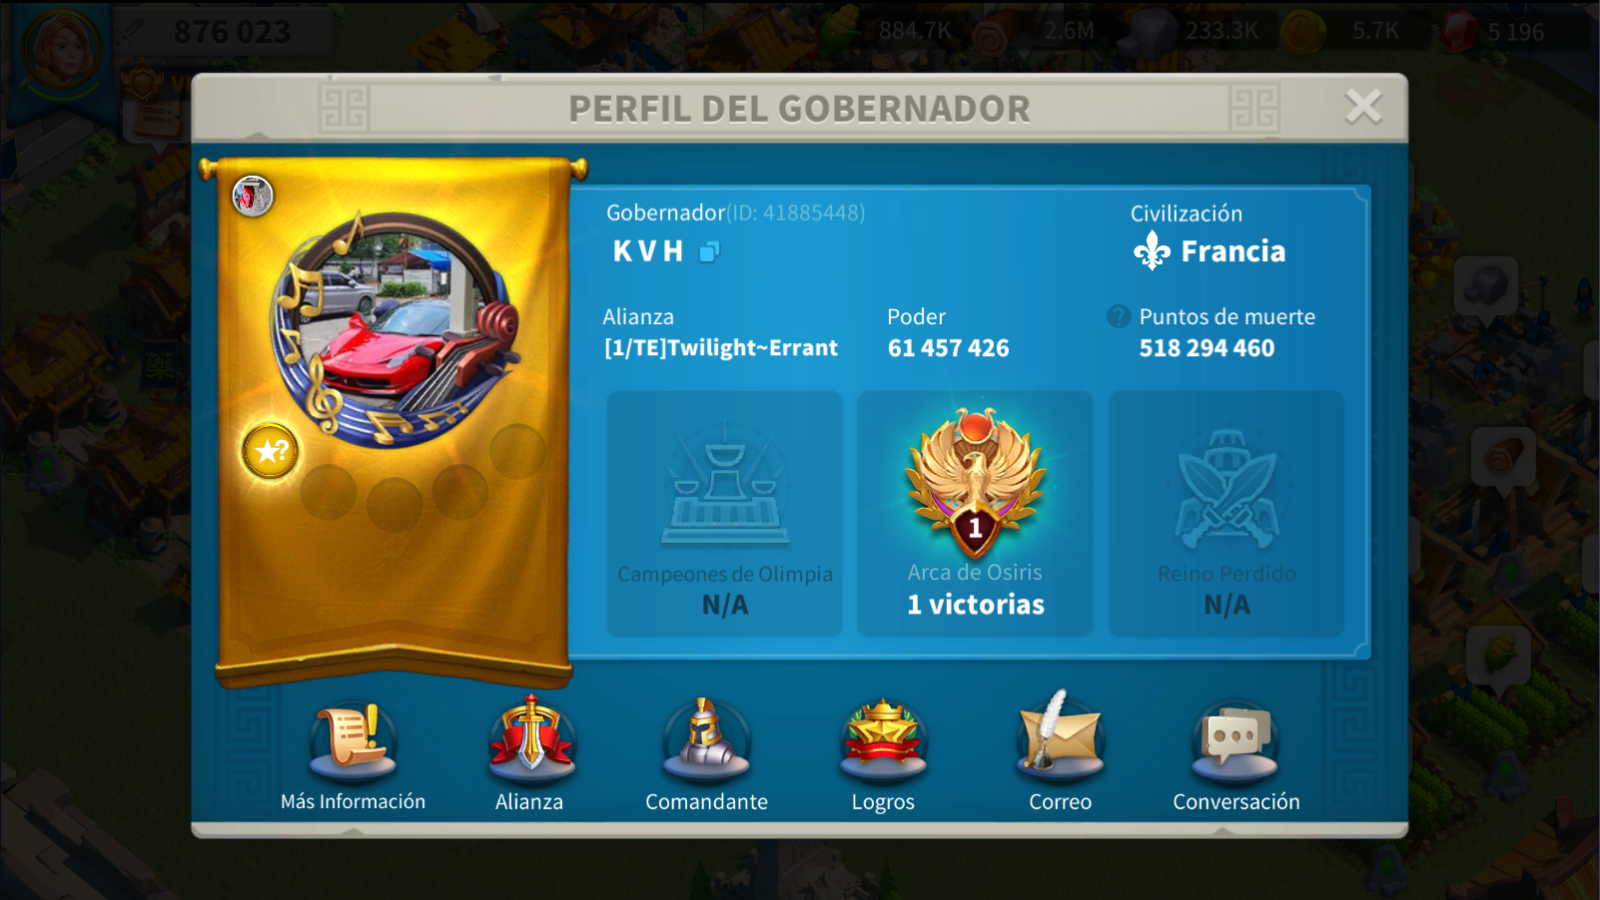 876 023
884.7K
2.6M
233.3K
5.7K
5 196
PERFIL DEL GOBERNADOR
Gobernador(ID: 41885448)
K V H
Civilización
Francia
Alianza
[1/TE]Twilight~Errant
Poder
61 457 426
? Puntos de muerte
518 294 460
?
Campeones de Olimpia
N/A
1
Arca de Osiris
1 victorias
Reino Perdido
N/A
Más Información
Alianza
Comandante
Logros
Correo
Conversación